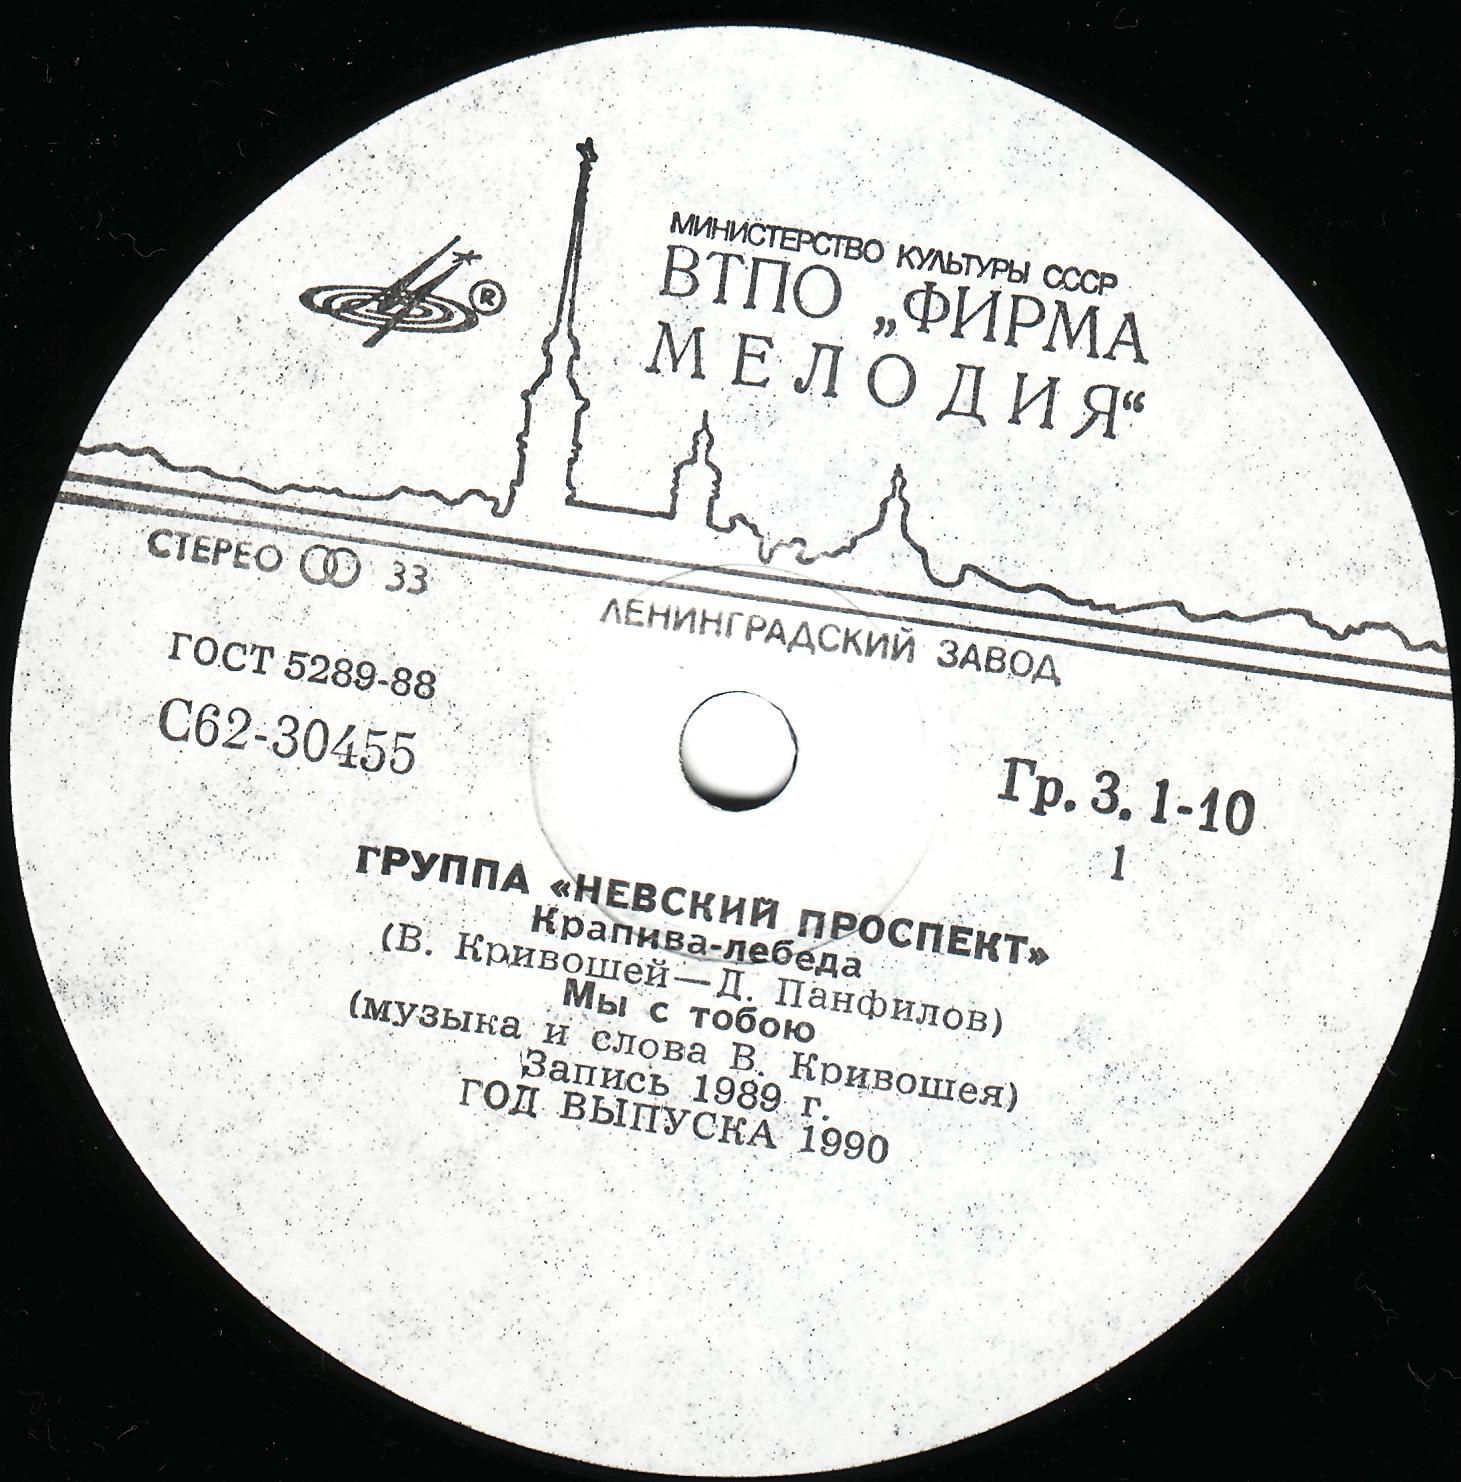 МИНИСТЕРСТВО КУЛЬТУРЫ СССР
ВТПО „ФИРМА
МЕЛОДИЯ“
®
СТЕРЕО 33
ЛЕНИНГРАДСКИЙ ЗАВОД
ГОСТ 5289-88
С62-30455
Гр. 3. 1-10
1
ГРУППА «НЕВСКИЙ ПРОСПЕКТ»
Крапива-лебеда
(В. Кривошей—Д. Панфилов)
Мы с тобою
(музыка и слова В. Кривошея)
Запись 1989 г.
ГОД ВЫПУСКА 1990